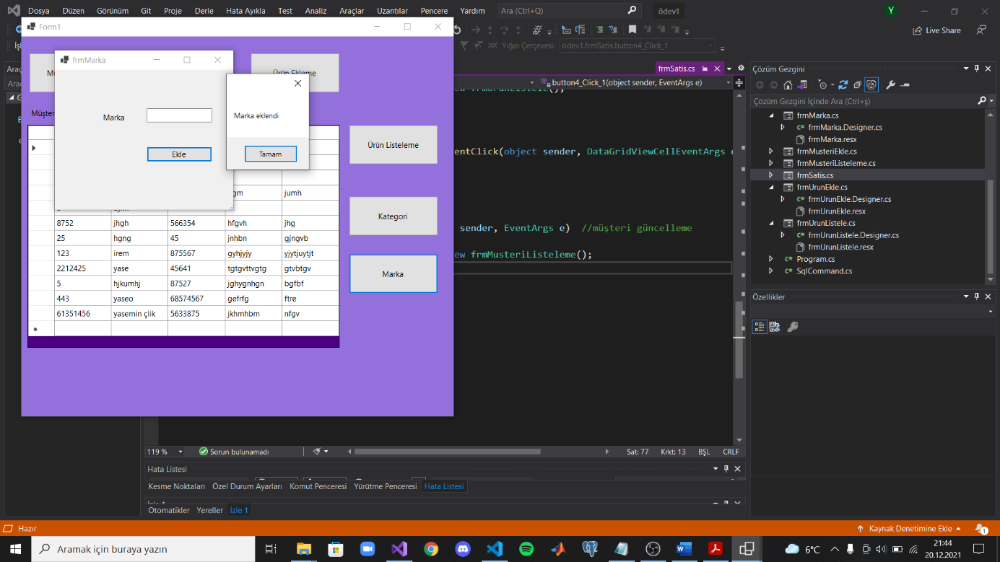 Dosya Düzen Görünüm Git Proje Derle Hata Ayıkla Test Analiz Araçlar Uzantılar Pencere Yardım Ara (Ctrl+Q) ödev1 Y
Form1
Live Share
Yığın Çerçevesi: ödev1.frmSatis.button4_Click_1
frmMarka
Ürün Ekleme
Marka
Ekle
Marka eklendi
Tamam
Müşter
Ürün Listeleme
Kategori
Marka
gm jumh
8752 jhgh 566354 hfgvh jhg
25 hgng 45 jnhbn gjngvb
123 irem 875567 gyhjyjy yjytjuytjt
2212425 yase 45641 tgtgvttvgtg gtvbtgv
5 hjkumhj 87527 jghygnhgn bgfbf
443 yaseo 68574567 gefrfg ftre
61351456 yasemin çlik 5633875 jkhmhbm nfgv
frmSatis.cs
button4_Click_1(object sender, EventArgs e)
entClick(object sender, DataGridViewCellEventArgs
sender, EventArgs e) //müşteri güncelleme
ew frmMusteriListeleme();
119 % Sorun bulunamadı Sat: 77 Krkt: 13 BŞL CRLF
Hata Listesi
Kesme Noktaları Özel Durum Ayarları Komut Penceresi Yürütme Penceresi Hata Listesi
Otomatikler Yereller İzle 1
Çözüm Gezgini
Çözüm Gezgini İçinde Ara (Ctrl+ş)
frmMarka.cs
frmMarka.Designer.cs
frmMarka.resx
frmMusteriEkle.cs
frmMusteriListeleme.cs
frmSatis.cs
frmUrunEkle.cs
frmUrunEkle.Designer.cs
frmUrunEkle.resx
frmUrunListele.cs
frmUrunListele.Designer.cs
frmUrunListele.resx
Program.cs
SqlCommand.cs
Özellikler
Hazır Kaynak Denetimine Ekle 1
Aramak için buraya yazın 6°C 21:44
20.12.2021